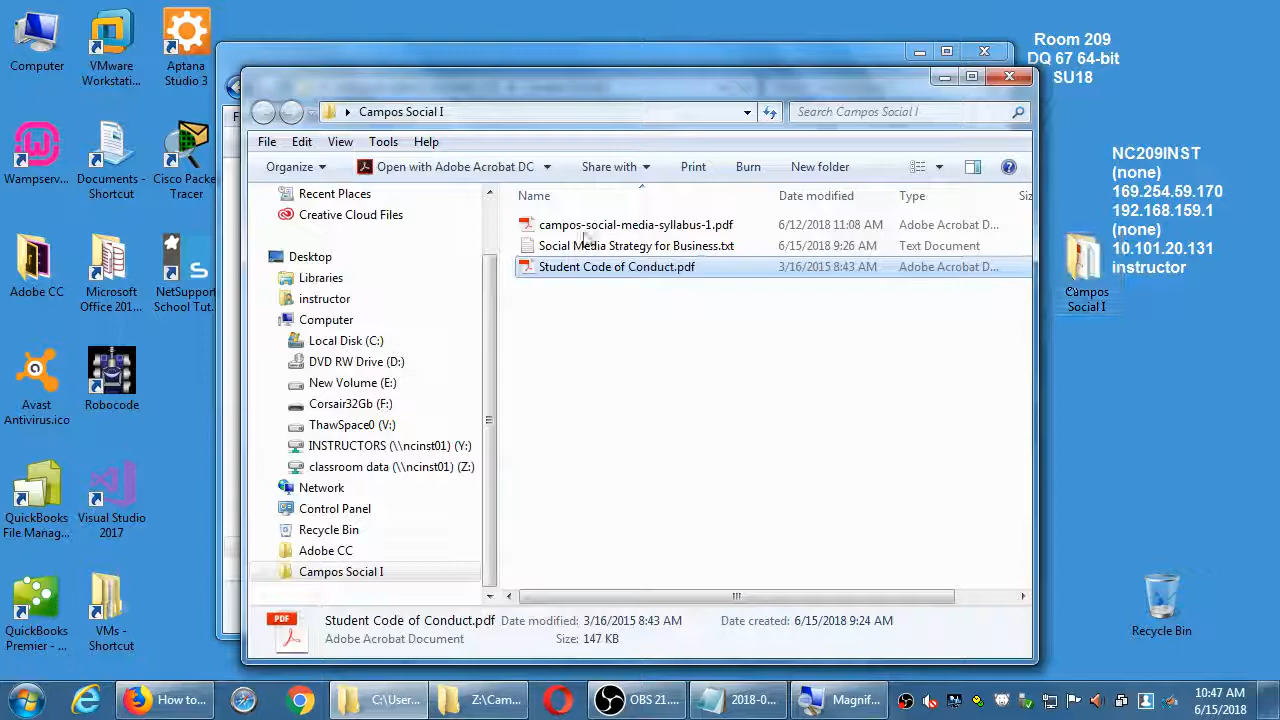 Computer
VMware
Workstati...
Aptana
Studio 3
Wampserv...
Documents -
Shortcut
Cisco Packe
Tracer
Adobe CC
Microsoft
Office 201...
NetSupport
School Tut.
Avast
Antivirus.ico
Robocode
QuickBooks
File Manag...
Visual Studio
2017
QuickBooks
Premier - ...
VMs -
Shortcut
Campos Social I
Search Campos Social I
File Edit View Tools Help
Organize Open with Adobe Acrobat DC Share with Print Burn New folder
Recent Places
Creative Cloud Files
Desktop
Libraries
instructor
Computer
Local Disk (C:)
DVD RW Drive (D:)
New Volume (E:)
Corsair32Gb (F:)
ThawSpace0 (V:)
INSTRUCTORS (\\ncinst01) (Y:)
classroom data (\\ncinst01) (Z:)
Network
Control Panel
Recycle Bin
Adobe CC
Campos Social I
Name Date modified Type Siz
campos-social-media-syllabus-1.pdf 6/12/2018 11:08 AM Adobe Acrobat D...
Social Media Strategy for Business.txt 6/15/2018 9:26 AM Text Document
Student Code of Conduct.pdf 3/16/2015 8:43 AM Adobe Acrobat D...
PDF
Student Code of Conduct.pdf Date modified: 3/16/2015 8:43 AM Date created: 6/15/2018 9:24 AM
Adobe Acrobat Document Size: 147 KB
Room 209
DQ 67 64-bit
SU18
NC209INST
(none)
169.254.59.170
192.168.159.1
(none)
10.101.20.131
instructor
Campos
Social I
Recycle Bin
How to...
C:\User...
Z:\Cam...
OBS 21....
2018-0...
Magnif...
10:47 AM
6/15/2018